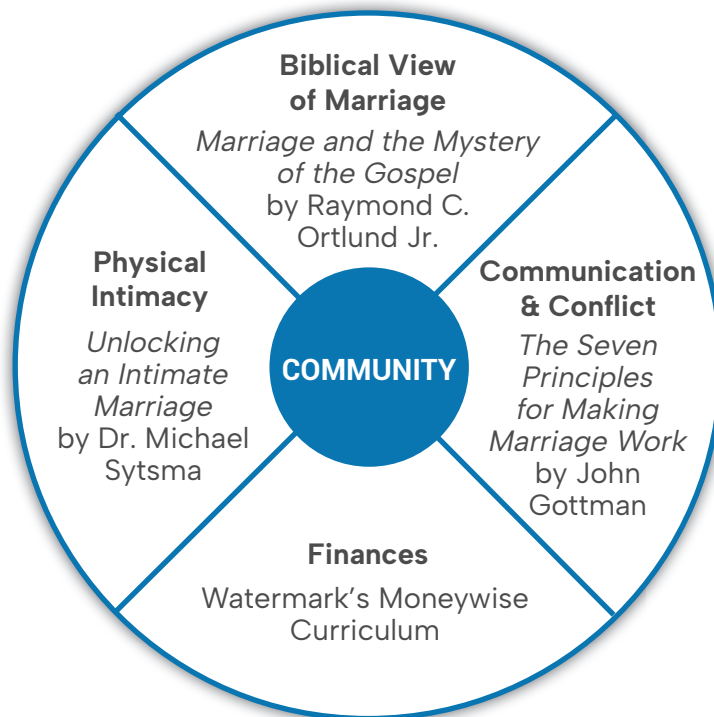 Biblical View
of Marriage
Marriage and the Mystery
of the Gospel
by Raymond C.
Ortlund Jr.
Physical
Intimacy
Unlocking
an Intimate
Marriage
by Dr. Michael
Sytsma
COMMUNITY
Communication
& Conflict
The Seven
Principles
for Making
Marriage Work
by John
Gottman
Finances
Watermark’s Moneywise
Curriculum